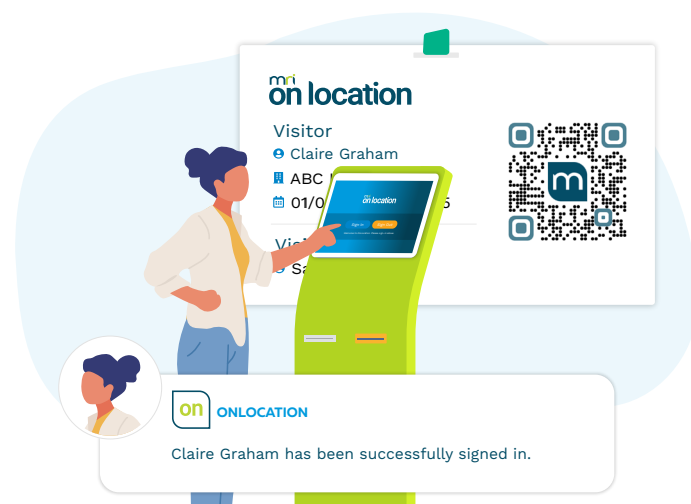 mri
on location
Visitor
Claire Graham
ABC
01/0
5
Vis
Sa
m
on location
Sign In
Sign Out
on ONLOCATION
Claire Graham has been successfully signed in.